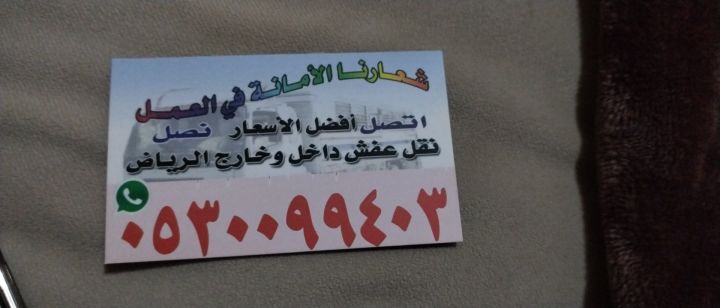 شعارنا الأمانة في العمل
اتصل أفضل الأسعار نصل
نقل عفش داخل وخارج الرياض
٠٥٣٠٠٩٩٤٠٣